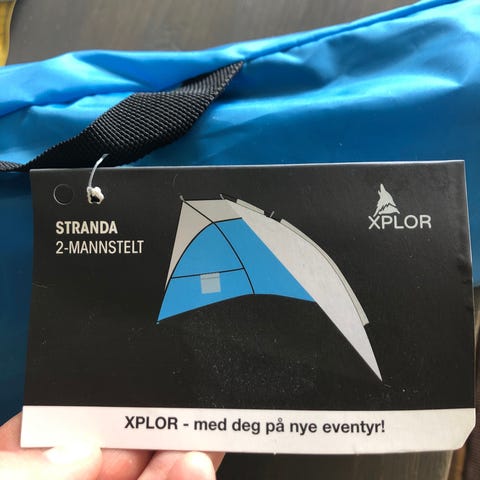 STRANDA
2-MANNSTELT
XPLOR
XPLOR - med deg på nye eventyr!